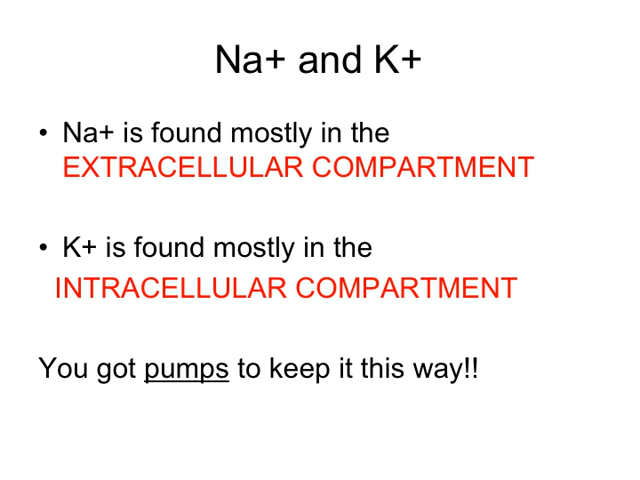 Na+ and K+
• Na+ is found mostly in the
EXTRACELLULAR COMPARTMENT
• K+ is found mostly in the
INTRACELLULAR COMPARTMENT
You got pumps to keep it this way!!